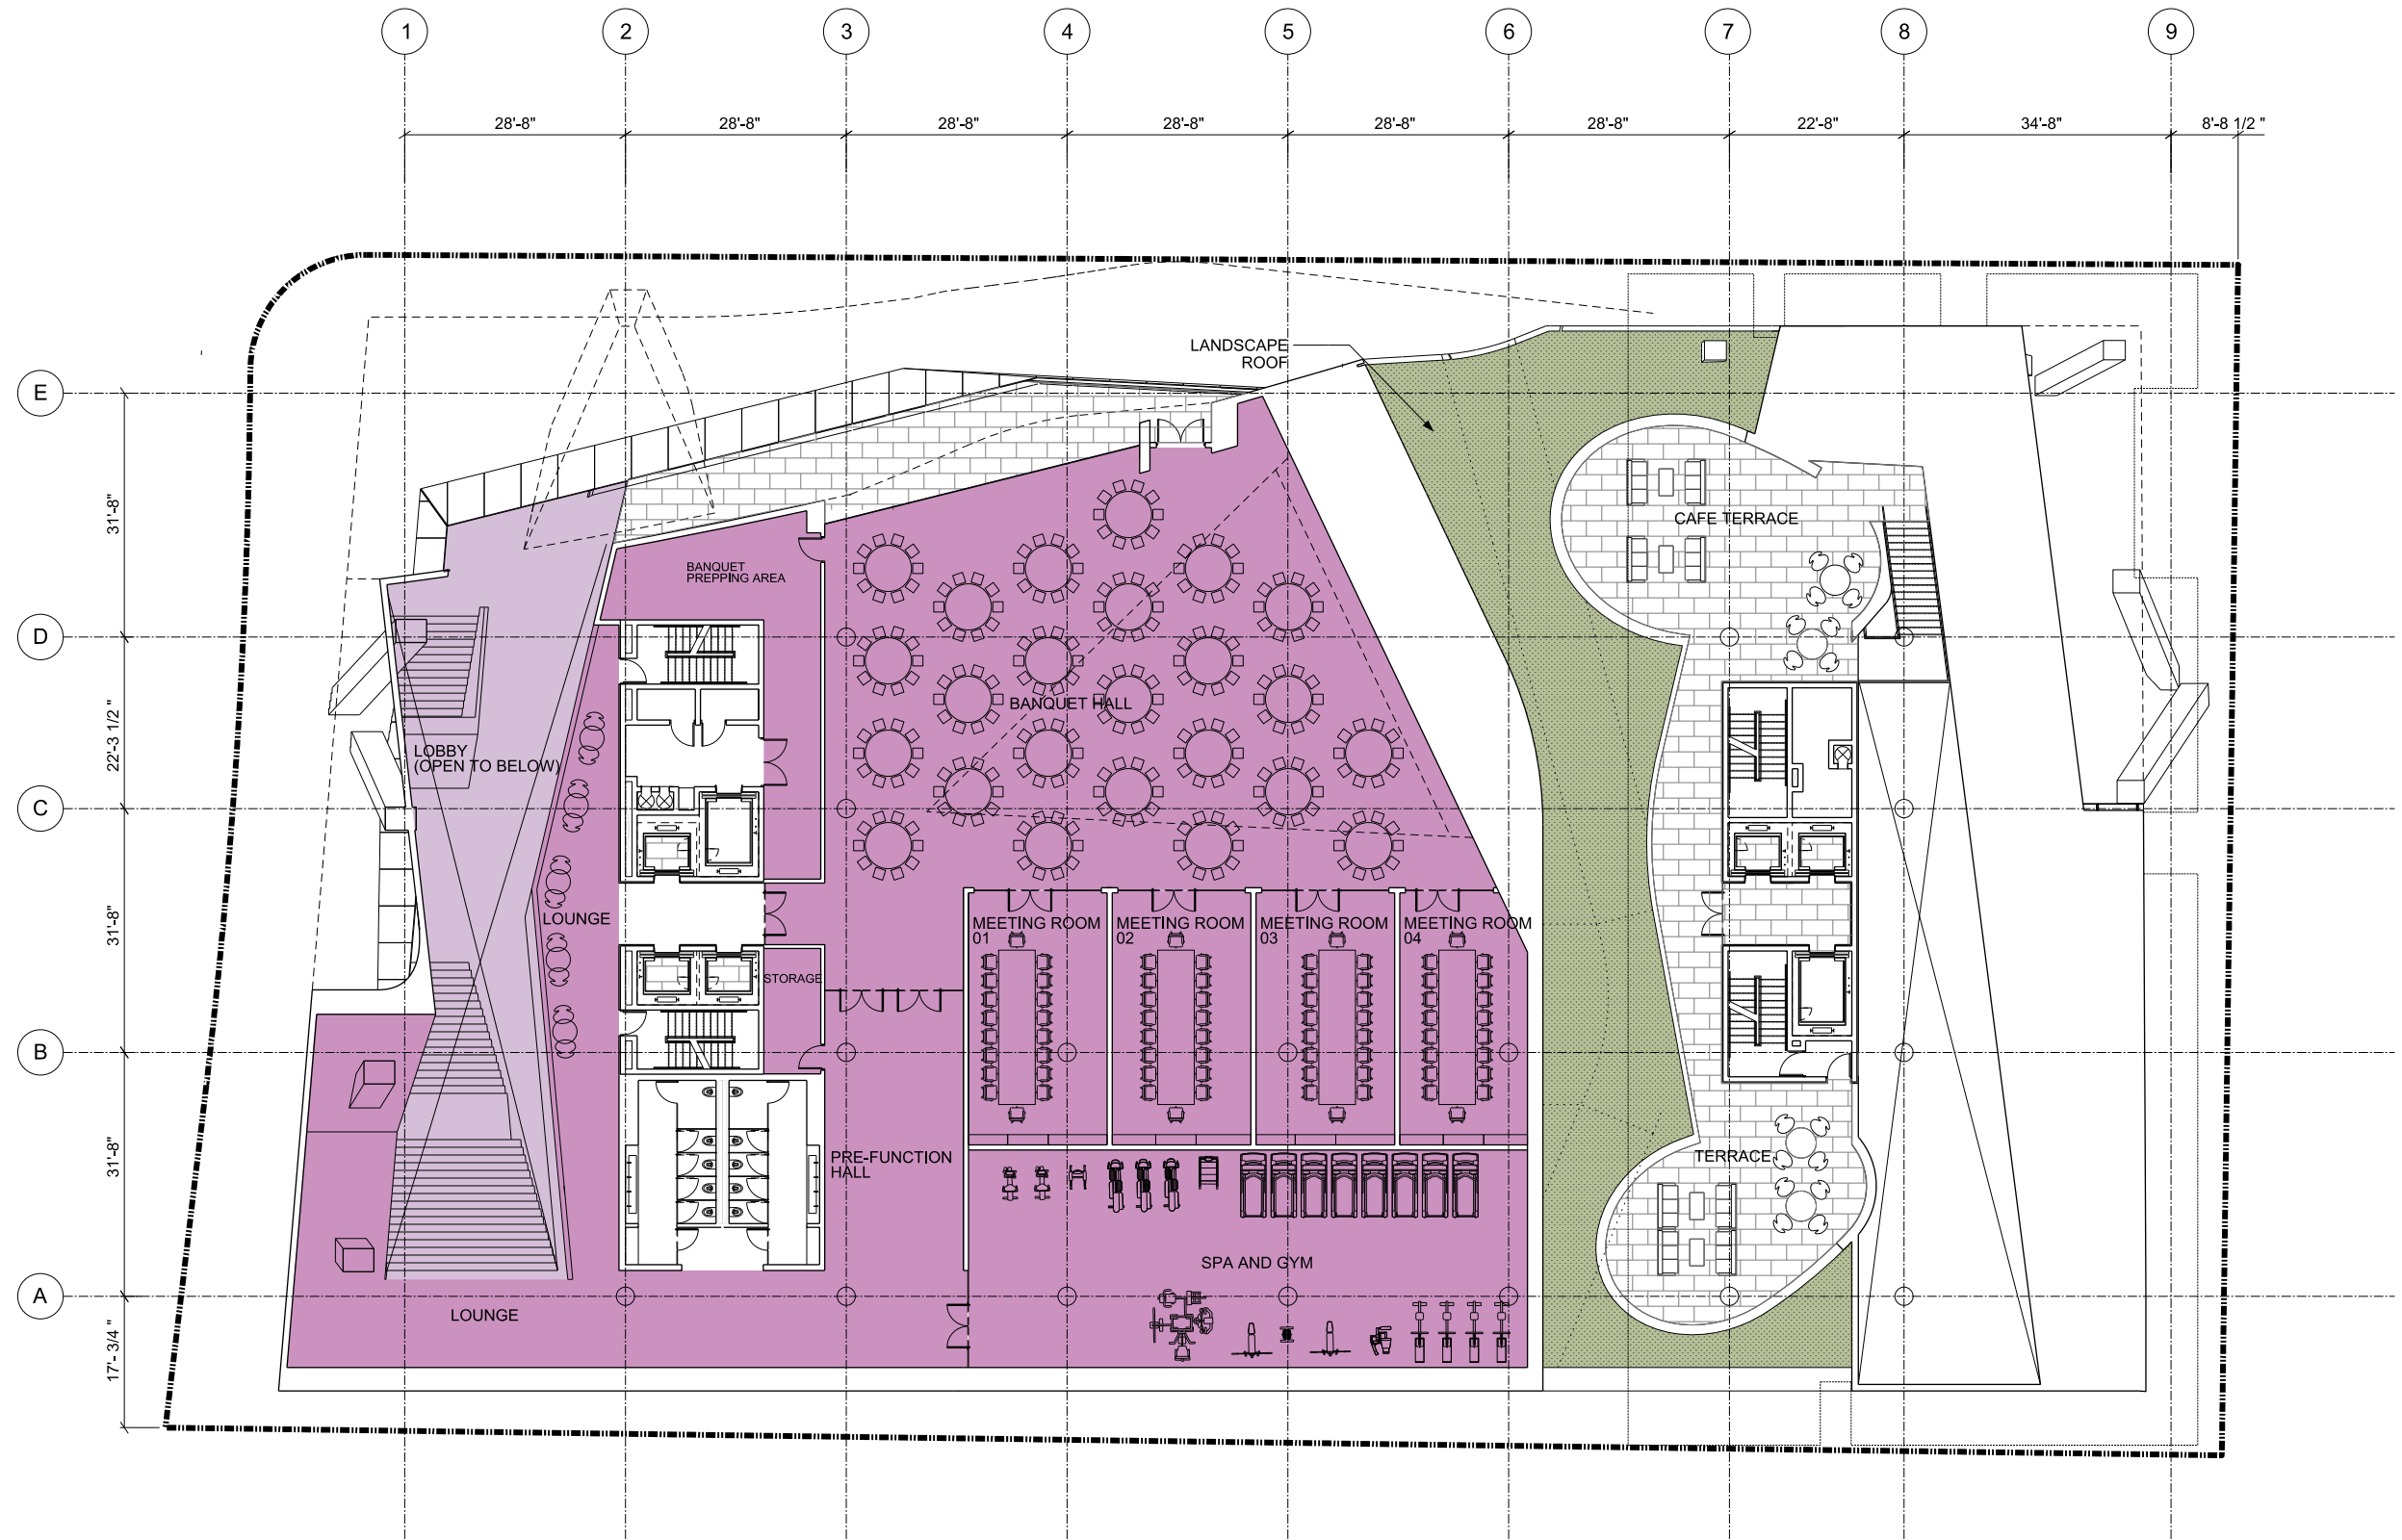 1 2 3 4 5 6 7 8 9
28'-8" 28'-8" 28'-8" 28'-8" 28'-8" 28'-8" 22'-8" 34'-8" 8'-8 1/2 "
LANDSCAPE
ROOF
E
31'-8"
CAFE TERRACE
BANQUET
PREPPING AREA
D
BANQUET HALL
22'-3 1/2 "
LOBBY
(OPEN TO BELOW)
C
31'-8"
LOUNGE
MEETING ROOM
01
MEETING ROOM
02
MEETING ROOM
03
MEETING ROOM
04
STORAGE
B
31'-8"
PRE-FUNCTION
HALL
TERRACE
SPA AND GYM
A
LOUNGE
17'- 3/4 "